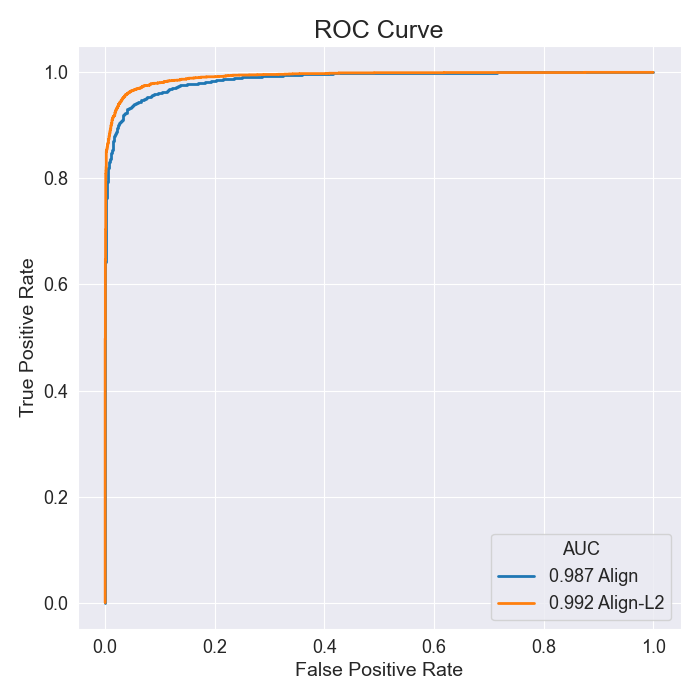 ROC Curve
1.0
0.8
0.6
0.4
0.2
0.0
True Positive Rate
AUC
0.987 Align
0.992 Align-L2
0.0 0.2 0.4 0.6 0.8 1.0
False Positive Rate